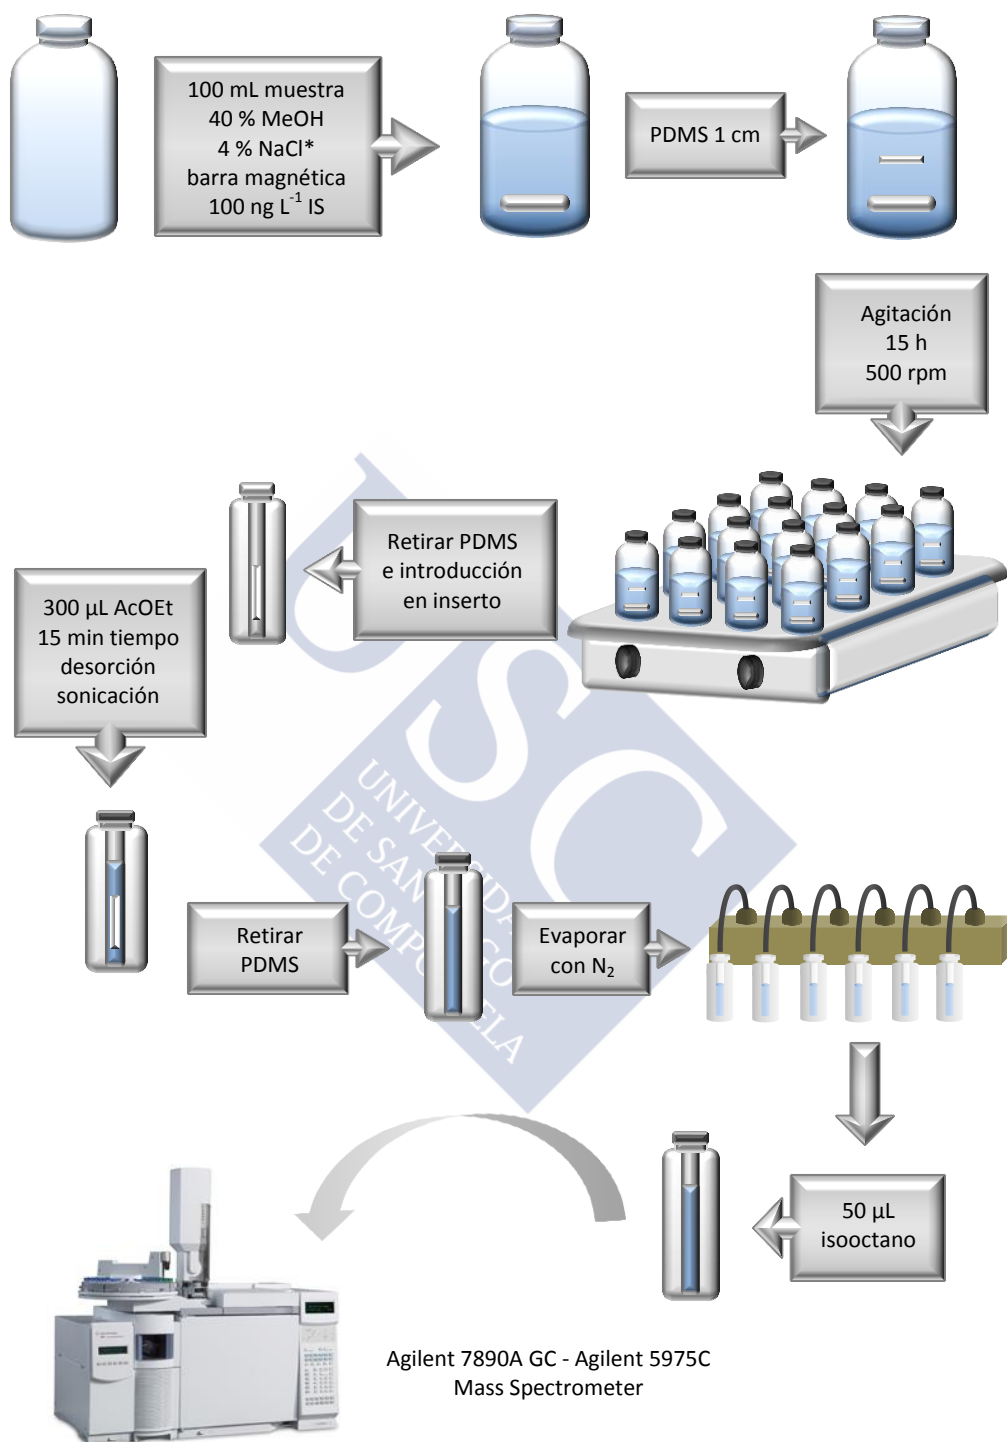 100 mL muestra
40 % MeOH
4 % NaCl*
barra magnética
100 ng L⁻¹ IS
PDMS 1 cm
Agitación
15 h
500 rpm
Retirar PDMS
e introducción
en inserto
300 µL AcOEt
15 min tiempo
desorción
sonicación
Retirar
PDMS
Evaporar
con N₂
50 µL
isooctano
Agilent 7890A GC - Agilent 5975C
Mass Spectrometer
USC